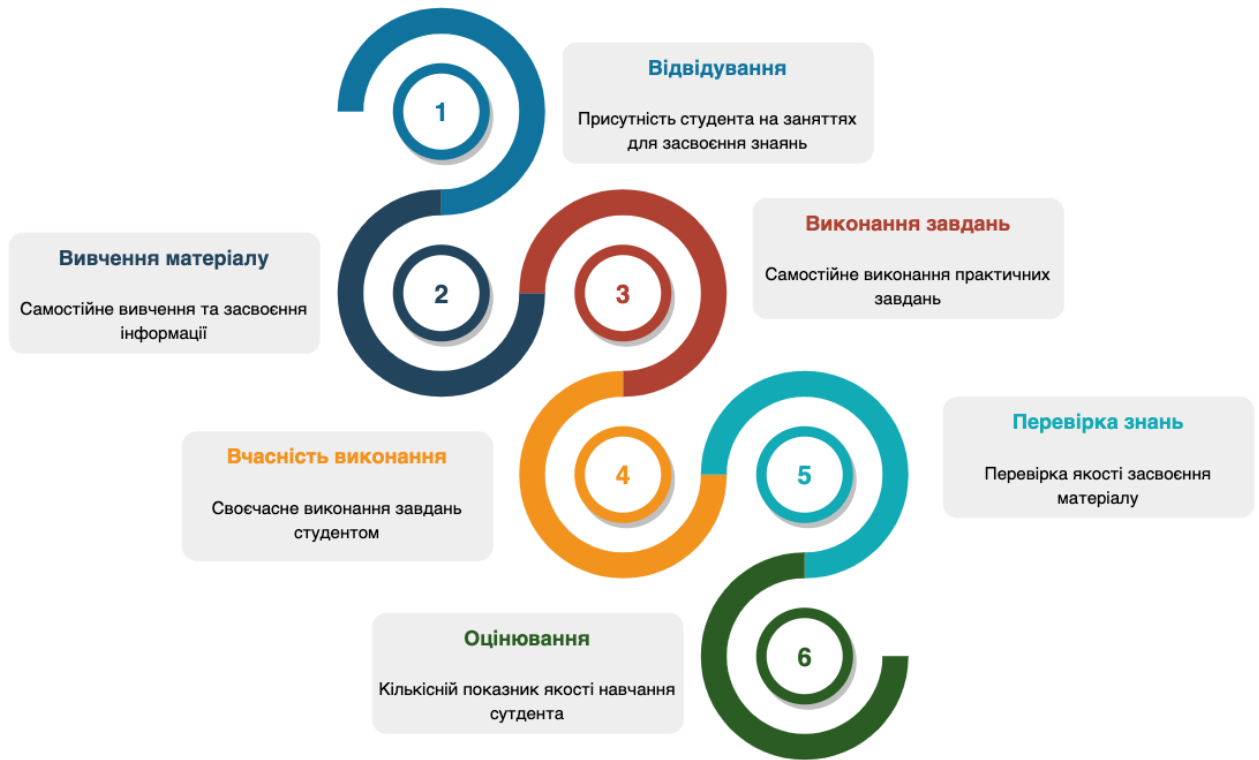 1
Відвідування
Присутність студента на заняттях
для засвоєння знаянь
2
Вивчення матеріалу
Самостійне вивчення та засвоєння
інформації
3
Виконання завдань
Самостійне виконання практичних
завдань
4
Вчасність виконання
Своєчасне виконання завдань
студентом
5
Перевірка знань
Перевірка якості засвоєння
матеріалу
6
Оцінювання
Кількісній показник якості навчання
сутдента